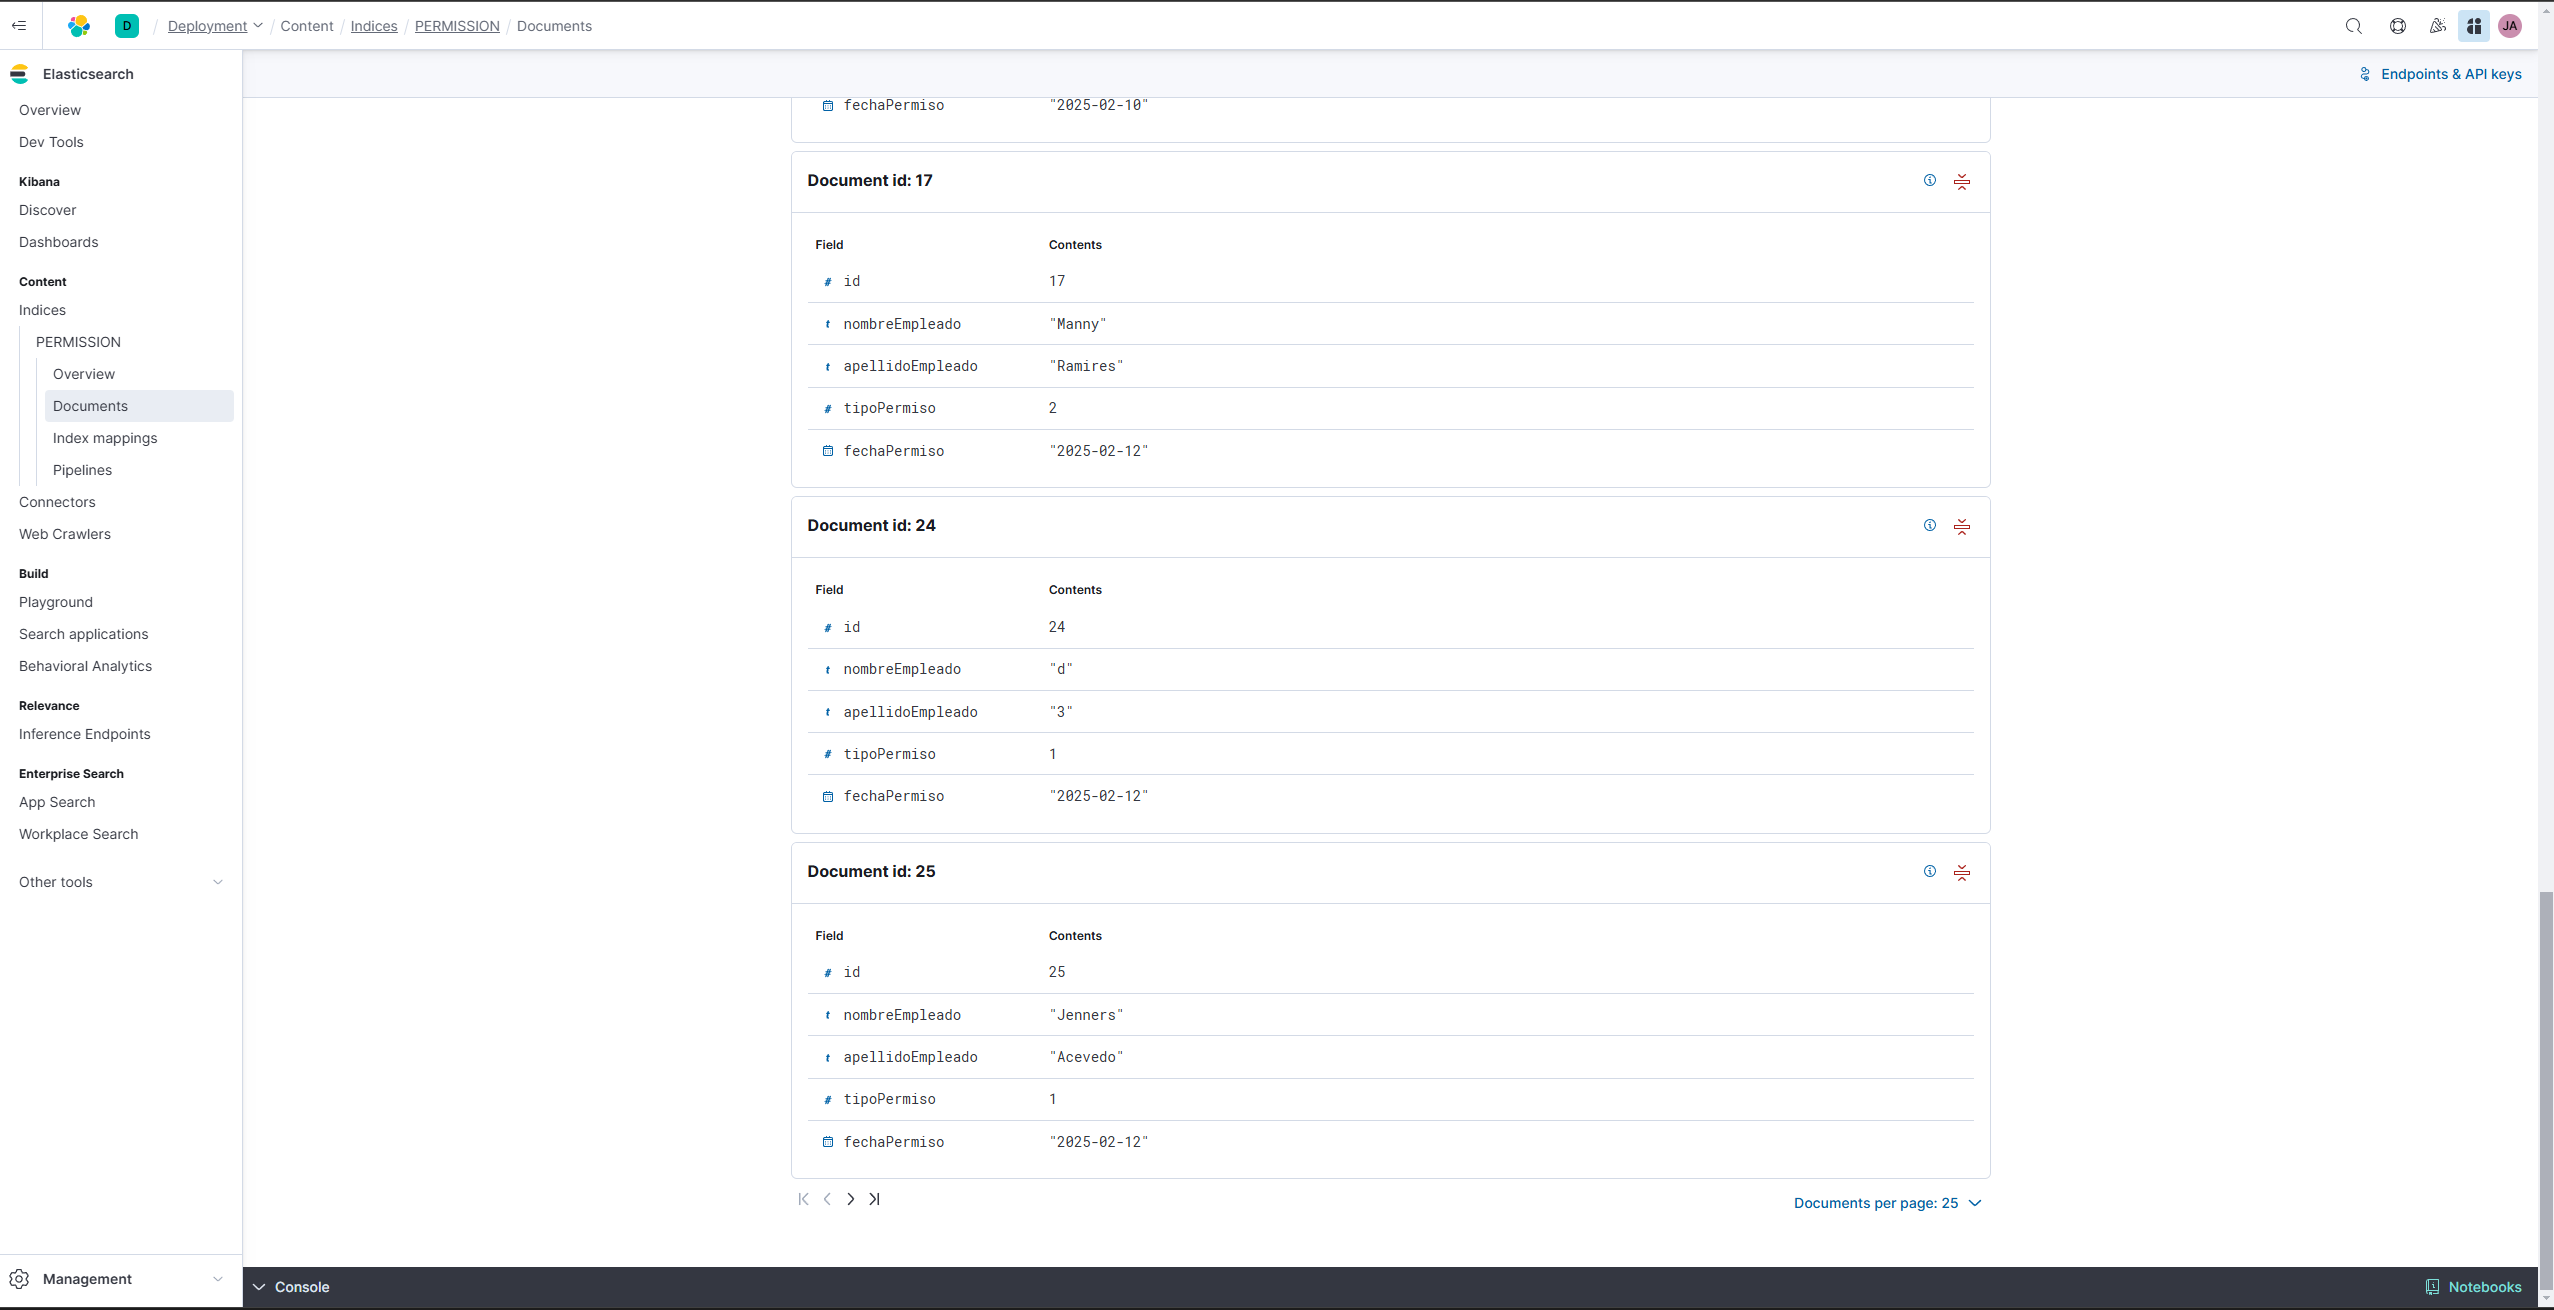 D / Deployment / Content / Indices / PERMISSION / Documents JA
Elasticsearch
Endpoints & API keys
Overview
Dev Tools
Kibana
Discover
Dashboards
Content
Indices
PERMISSION
Overview
Documents
Index mappings
Pipelines
Connectors
Web Crawlers
Build
Playground
Search applications
Behavioral Analytics
Relevance
Inference Endpoints
Enterprise Search
App Search
Workplace Search
Other tools
Management
fechaPermiso "2025-02-10"
Document id: 17
Field Contents
# id 17
t nombreEmpleado "Manny"
t apellidoEmpleado "Ramires"
# tipoPermiso 2
fechaPermiso "2025-02-12"
Document id: 24
Field Contents
# id 24
t nombreEmpleado "d"
t apellidoEmpleado "3"
# tipoPermiso 1
fechaPermiso "2025-02-12"
Document id: 25
Field Contents
# id 25
t nombreEmpleado "Jenners"
t apellidoEmpleado "Acevedo"
# tipoPermiso 1
fechaPermiso "2025-02-12"
Documents per page: 25
Console Notebooks